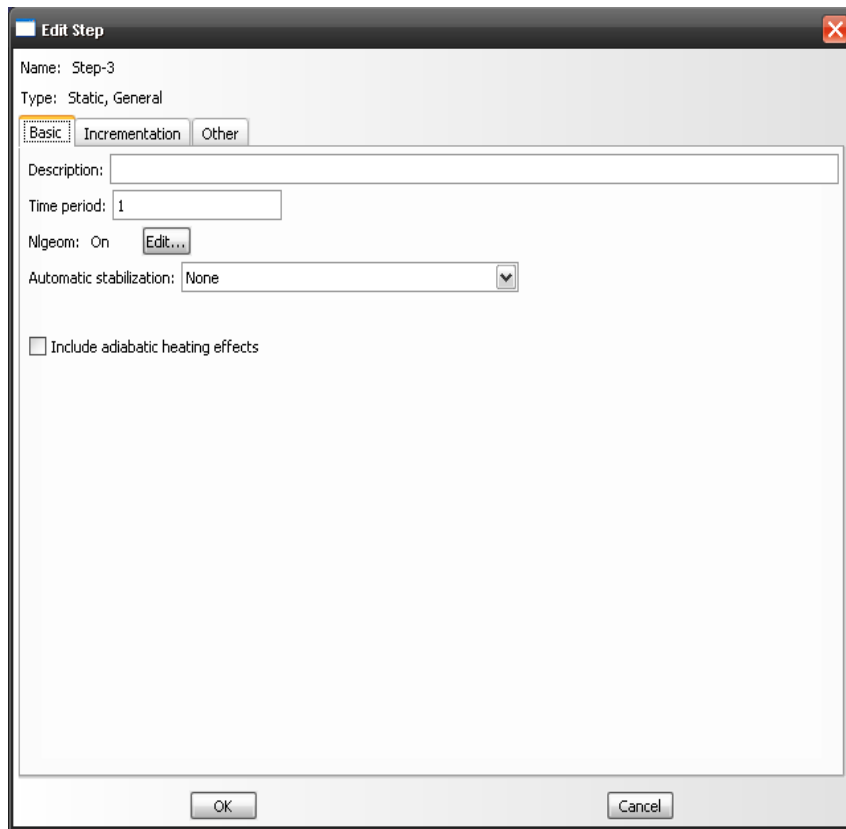 Edit Step
Name: Step-3
Type: Static, General
Basic Incrementation Other
Description:
Time period: 1
Nlgeom: On Edit...
Automatic stabilization: None
Include adiabatic heating effects
OK Cancel